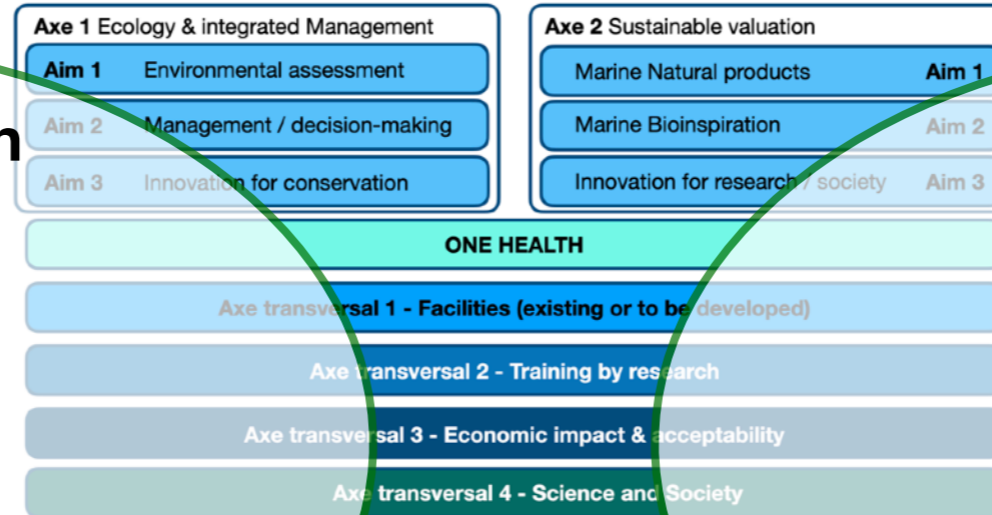 Axe 1 Ecology & integrated Management
Aim 1 Environmental assessment
Aim 2 Management / decision-making
Aim 3 Innovation for conservation
Axe 2 Sustainable valuation
Marine Natural products Aim 1
Marine Bioinspiration Aim 2
Innovation for research / society Aim 3
n
ONE HEALTH
Axe transversal 1 - Facilities (existing or to be developed)
Axe transversal 2 - Training by research
Axe transversal 3 - Economic impact & acceptability
Axe transversal 4 - Science and Society